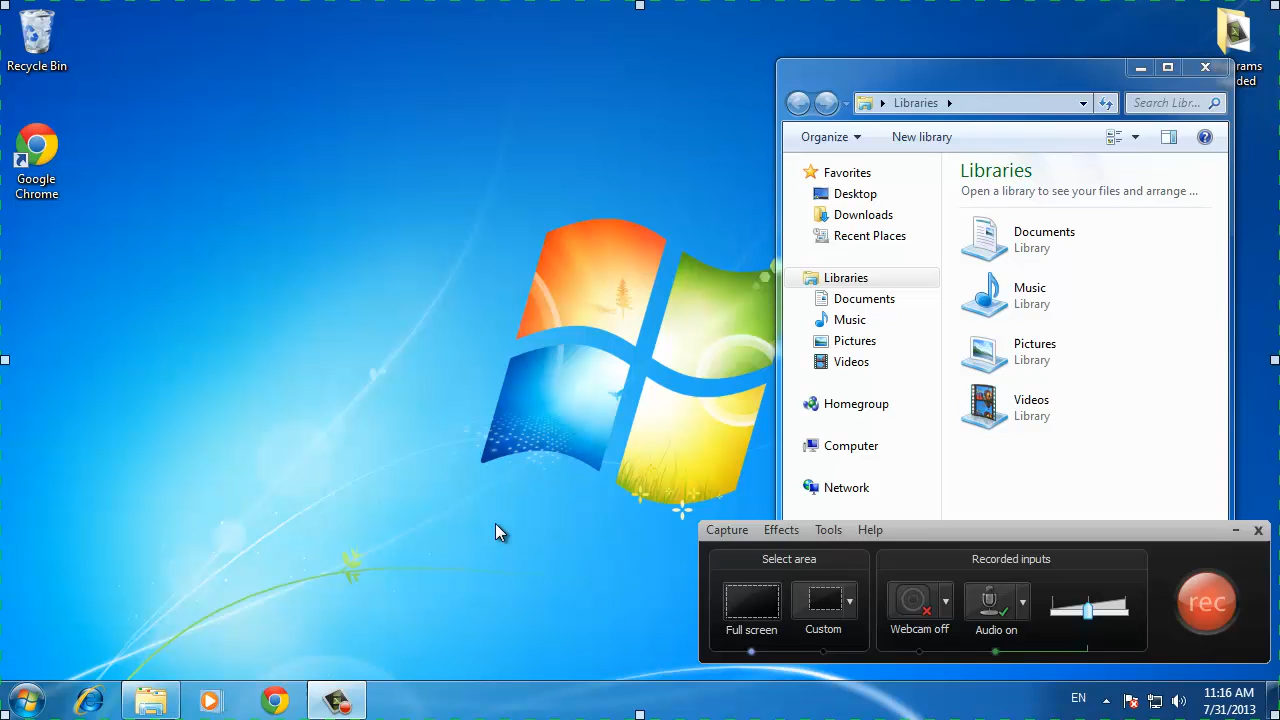 Recycle Bin
Google
Chrome
Libraries
Search Libr...
Organize
New library
Favorites
Desktop
Downloads
Recent Places
Libraries
Documents
Music
Pictures
Videos
Homegroup
Computer
Network
Libraries
Open a library to see your files and arrange ...
Documents
Library
Music
Library
Pictures
Library
Videos
Library
Capture Effects Tools Help
Select area
Full screen
Custom
Recorded inputs
Webcam off
Audio on
rec
EN
11:16 AM
7/31/2013